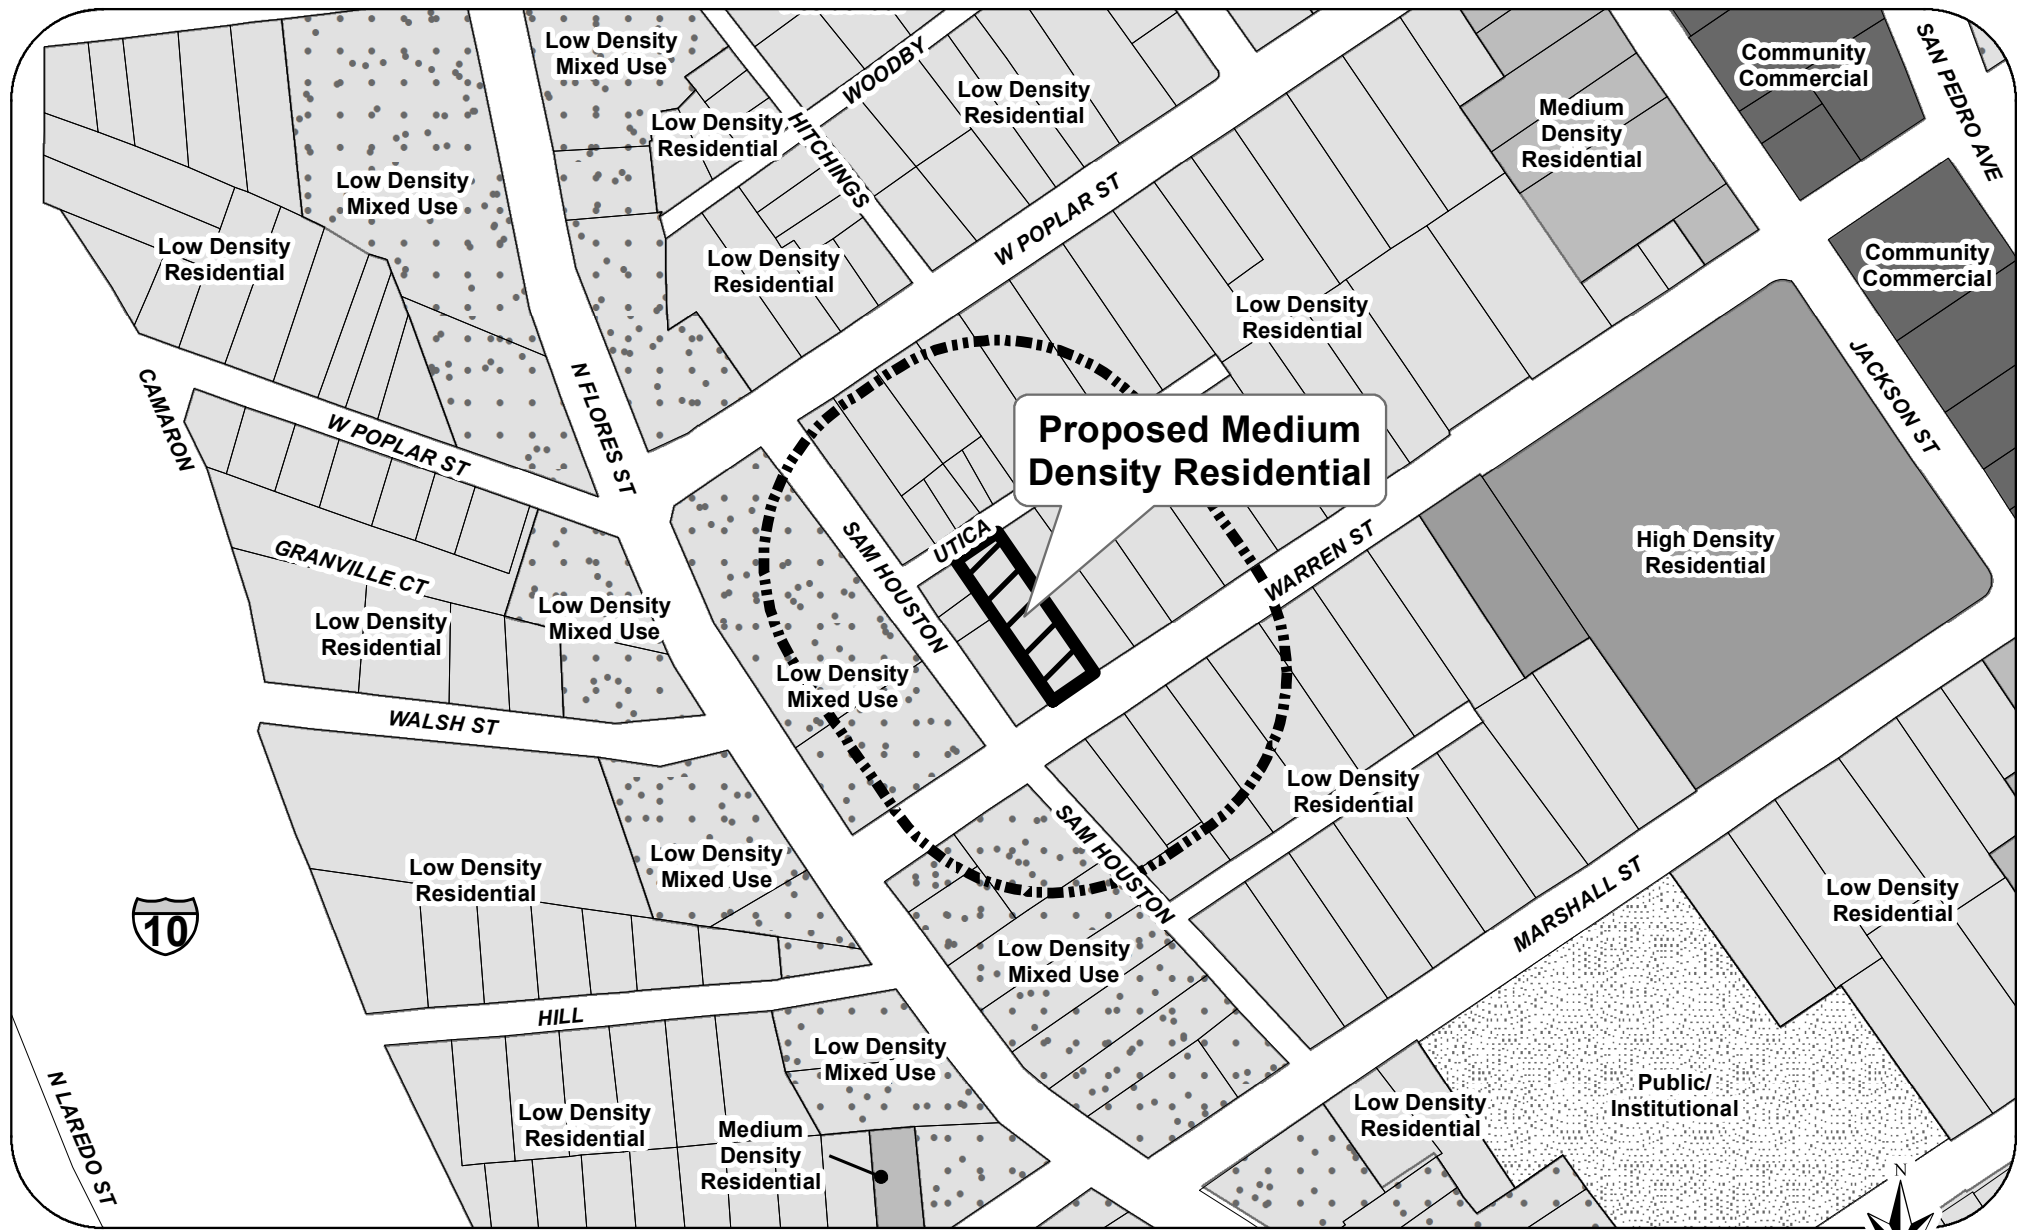 Low Density
Mixed Use
WOODBY
Low Density
Residential
Community
Commercial
SAN PEDRO AVE
Low Density
Residential
HITCHINGS
Medium
Density
Residential
Low Density
Mixed Use
W POPLAR ST
Low Density
Residential
Low Density
Residential
Community
Commercial
Low Density
Residential
CAMARON
W POPLAR ST
N FLORES ST
JACKSON ST
Proposed Medium
Density Residential
SAM HOUSTON
UTICA
WARREN ST
High Density
Residential
GRANVILLE CT
Low Density
Residential
Low Density
Mixed Use
Low Density
Mixed Use
WALSH ST
Low Density
Residential
SAM HOUSTON
Low Density
Residential
Low Density
Mixed Use
MARSHALL ST
Low Density
Residential
10
Low Density
Mixed Use
HILL
Low Density
Mixed Use
N LAREDO ST
Low Density
Residential
Medium
Density
Residential
Low Density
Residential
Public/
Institutional
N